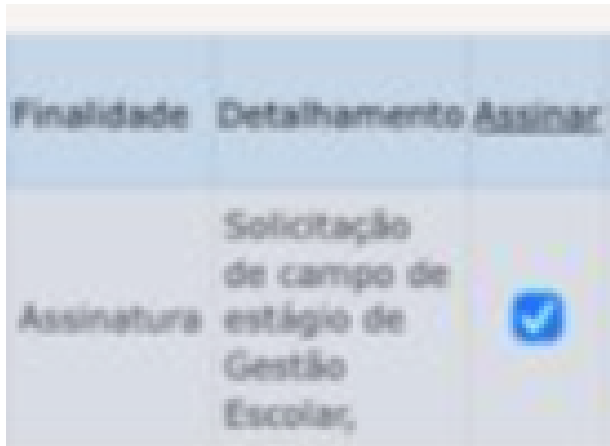 Finalidade Detalhamento Assinar
Solicitação
de campo de
Assinatura estágio de
Gestão
Escolar,